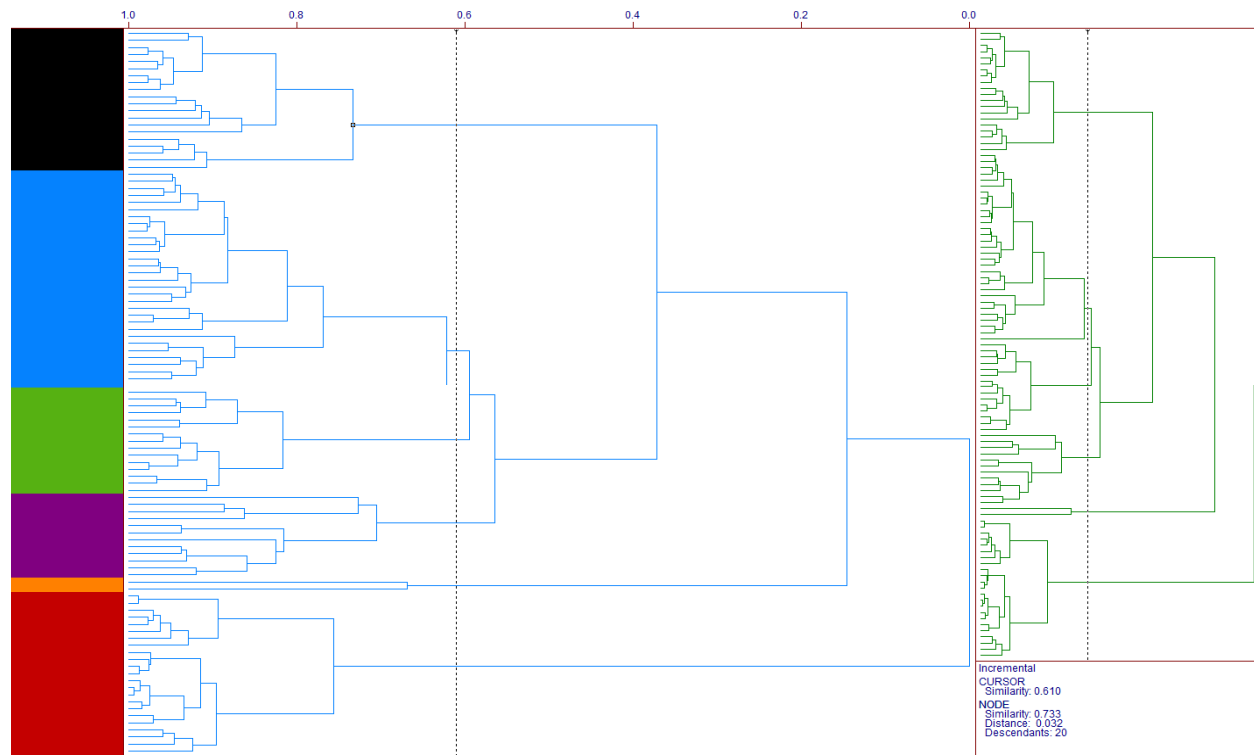 1.0 0.8 0.6 0.4 0.2 0.0
Incremental
CURSOR
Similarity: 0.610
NODE
Similarity: 0.733
Distance: 0.032
Descendants: 20